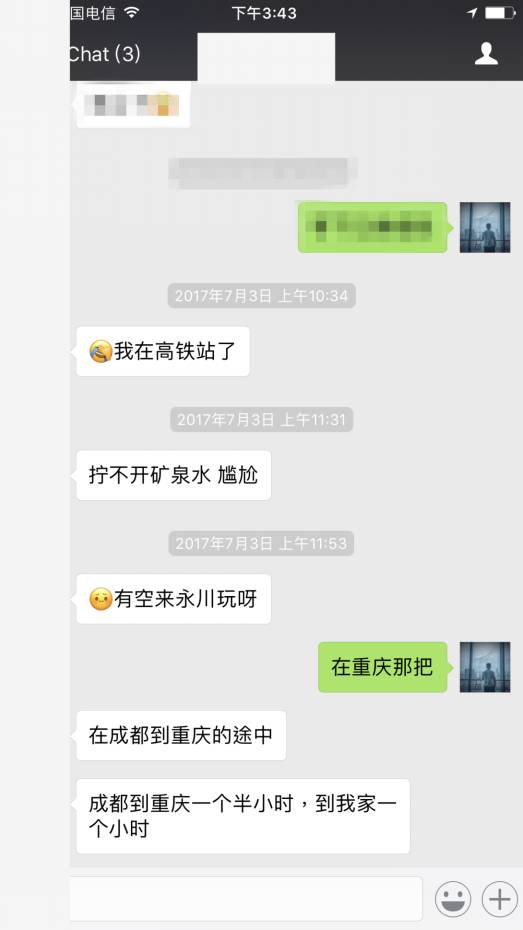 国电信 下午3:43
Chat (3)
2017年7月3日 上午10:34
我在高铁站了
2017年7月3日 上午11:31
拧不开矿泉水 尴尬
2017年7月3日 上午11:53
有空来永川玩呀
在重庆那把
在成都到重庆的途中
成都到重庆一个半小时，到我家一
个小时